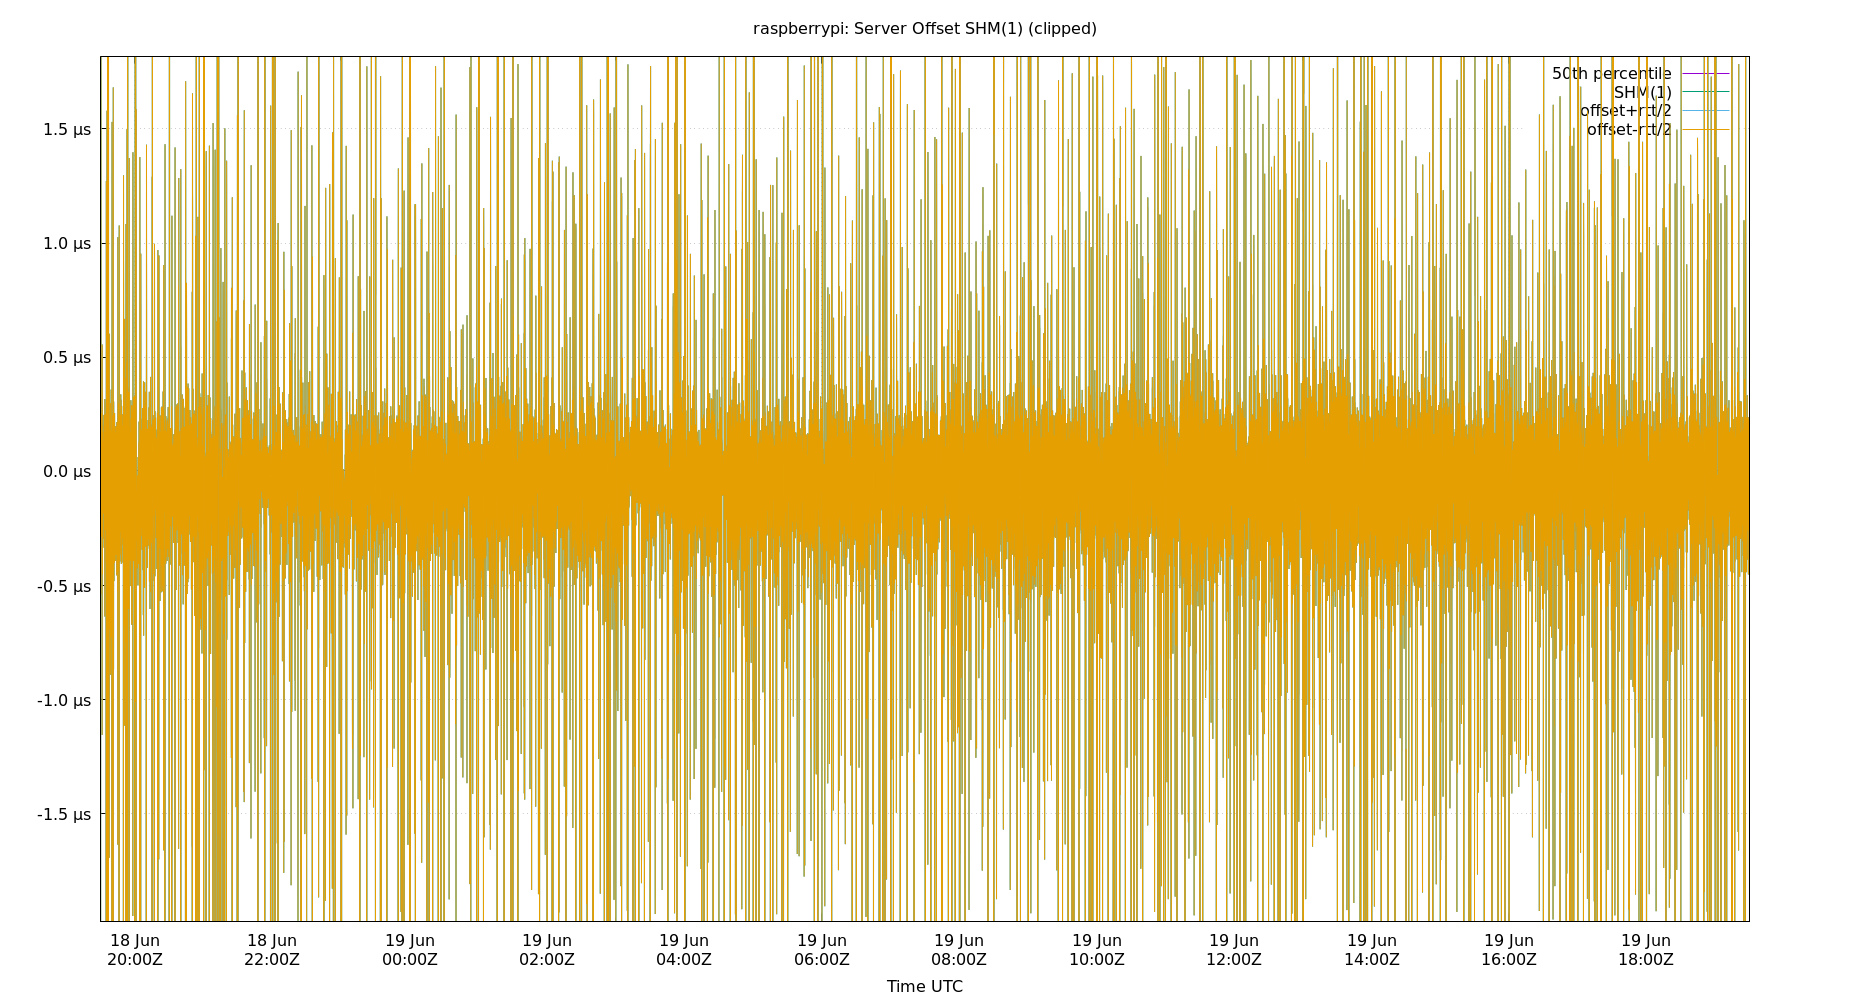 raspberrypi: Server Offset SHM(1) (clipped)
50th percentile
SHM(1)
offset+rtt/2
offset-rtt/2
1.5 µs
1.0 µs
0.5 µs
0.0 µs
-0.5 µs
-1.0 µs
-1.5 µs
18 Jun 18 Jun 19 Jun 19 Jun 19 Jun 19 Jun 19 Jun 19 Jun 19 Jun 19 Jun 19 Jun 19 Jun
20:00Z 22:00Z 00:00Z 02:00Z 04:00Z 06:00Z 08:00Z 10:00Z 12:00Z 14:00Z 16:00Z 18:00Z
Time UTC